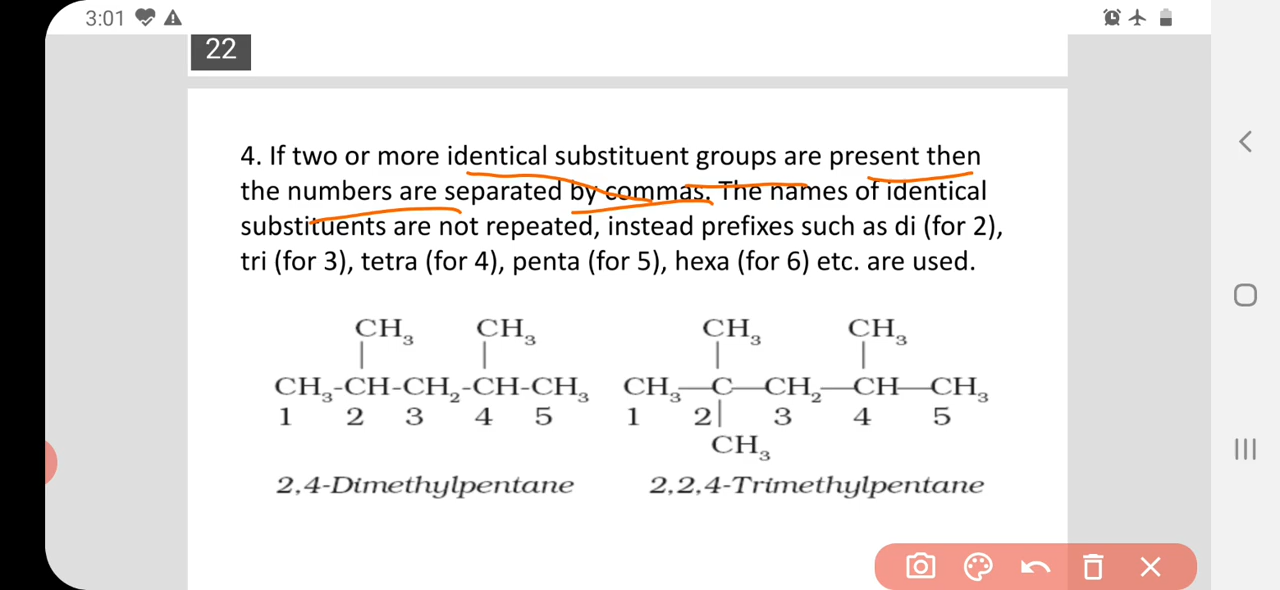 3:01
22
4. If two or more identical substituent groups are present then
the numbers are separated by commas. The names of identical
substituents are not repeated, instead prefixes such as di (for 2),
tri (for 3), tetra (for 4), penta (for 5), hexa (for 6) etc. are used.
CH₃ CH₃ CH₃ CH₃
| | | |
CH₃-CH-CH₂-CH-CH₃ CH₃—C—CH₂—CH—CH₃
1 2 3 4 5 1 2| 3 4 5
CH₃
2,4-Dimethylpentane 2,2,4-Trimethylpentane